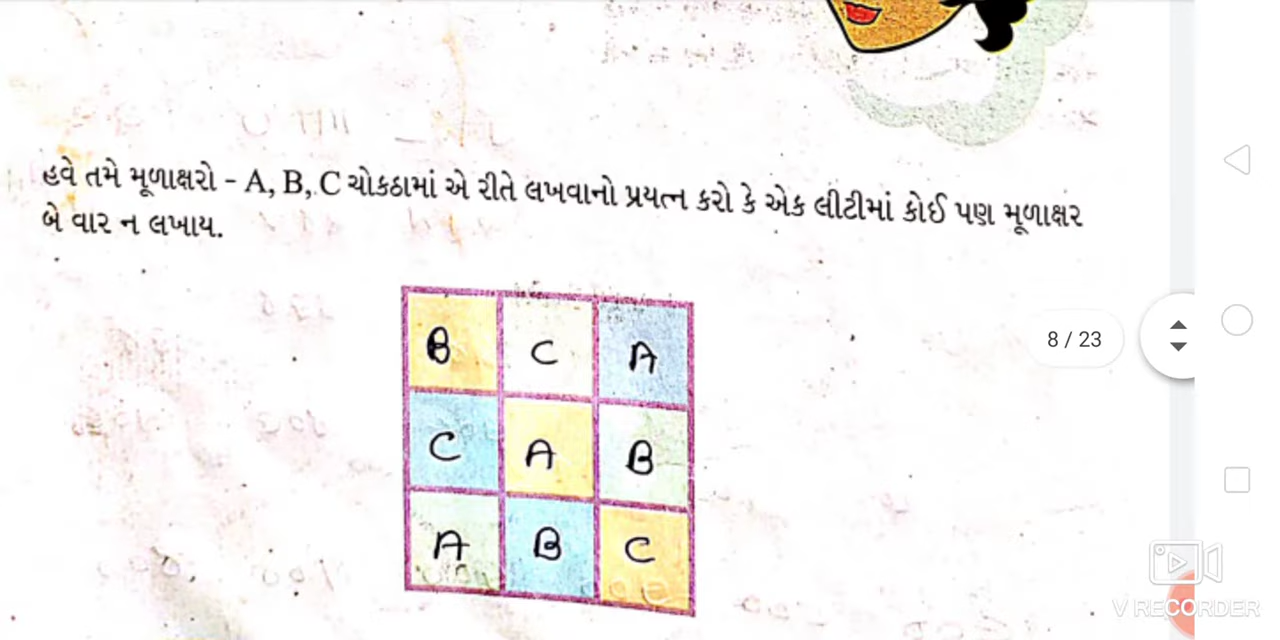 હવે તમે મૂળાક્ષરો - A, B, C ચોકઠામાં એ રીતે લખવાનો પ્રયત્ન કરો કે એક લીટીમાં કોઈ પણ મૂળાક્ષર
બે વાર ન લખાય.
B C A
8 / 23
C A B
A B C
V RECORDER